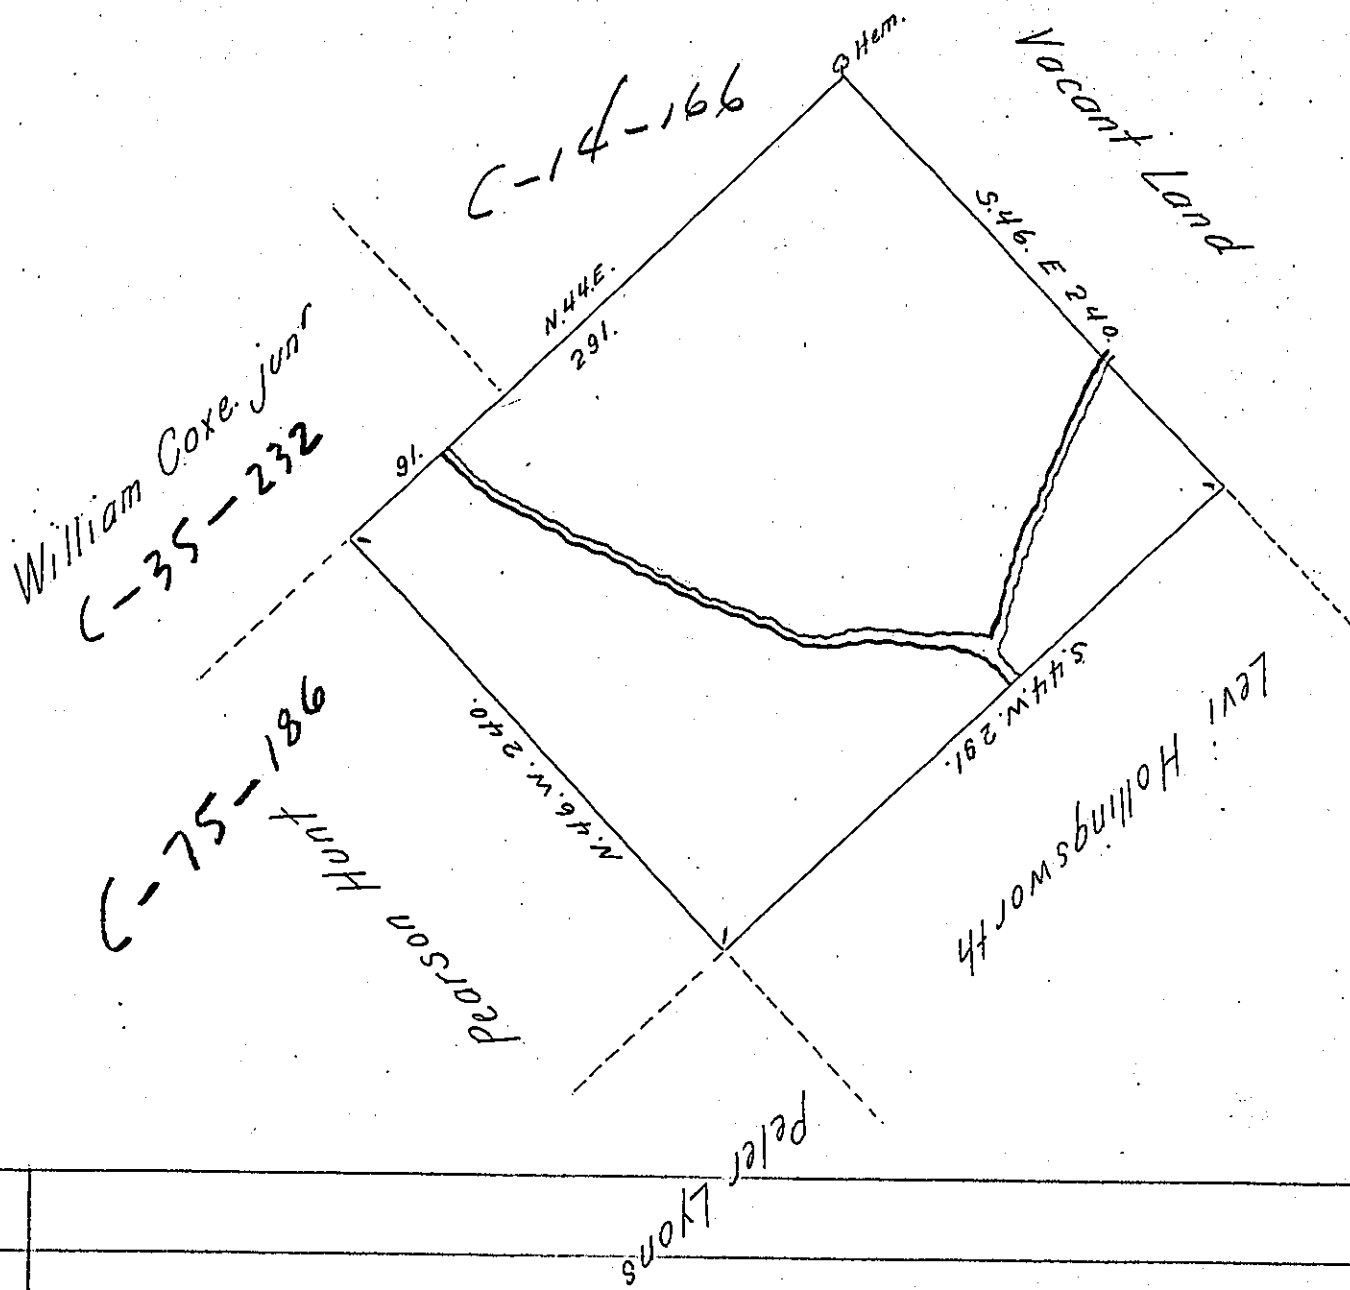 Hem.
Vacant Land
C-14-166
S.46. E 240.
N.44.E.
291.
William Coxe. junr
C-35-232
91.
S.44.W. 291.
Levi Hollingsworth
N.46.W. 240.
C-75-186
Pearson Hunt
Peter
Lyons